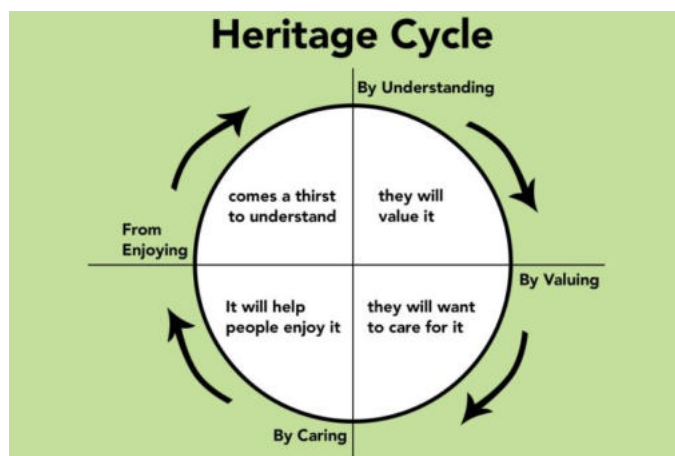 Heritage Cycle
By Understanding
they will
value it
By Valuing
they will want
to care for it
By Caring
It will help
people enjoy it
From
Enjoying
comes a thirst
to understand